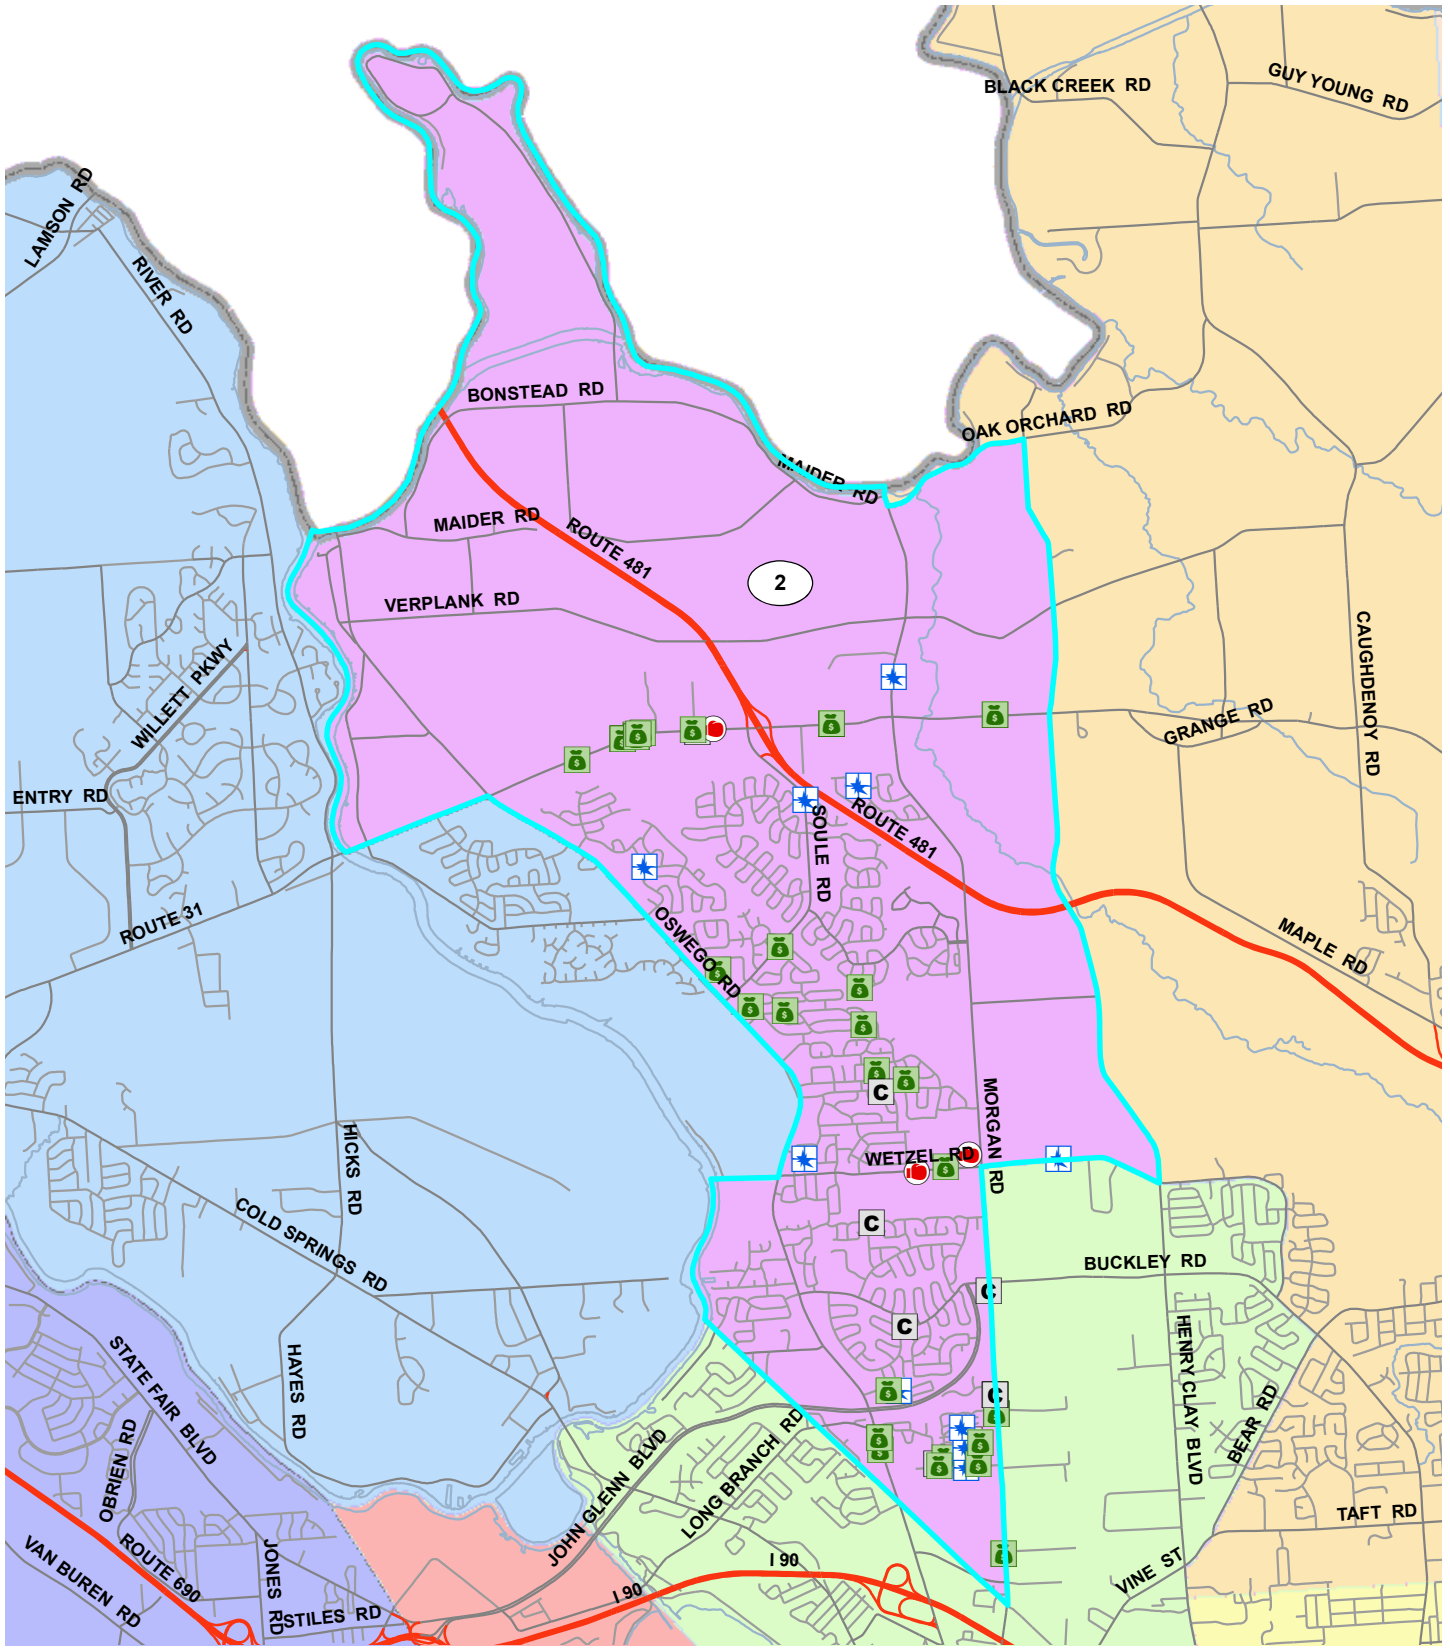 BLACK CREEK RD
GUY YOUNG RD
LAMSON RD
RIVER RD
BONSTEAD RD
OAK ORCHARD RD
MAIDER RD
MAIDER RD
ROUTE 481
2
VERPLANK RD
CAUGHDENOY RD
WILLETT PKWY
GRANGE RD
ENTRY RD
SOULE RD
ROUTE 481
ROUTE 31
OSWEGO RD
MAPLE RD
MORGAN RD
C
HICKS RD
WETZEL RD
COLD SPRINGS RD
C
BUCKLEY RD
C
C
HENRY CLAY BLVD
STATE FAIR BLVD
HAYES RD
C
BEAR RD
OBRIEN RD
JOHN GLENN BLVD
LONG BRANCH RD
TAFT RD
VAN BUREN RD
ROUTE 690
JONES RD
STILES RD
I 90
I 90
VINE ST